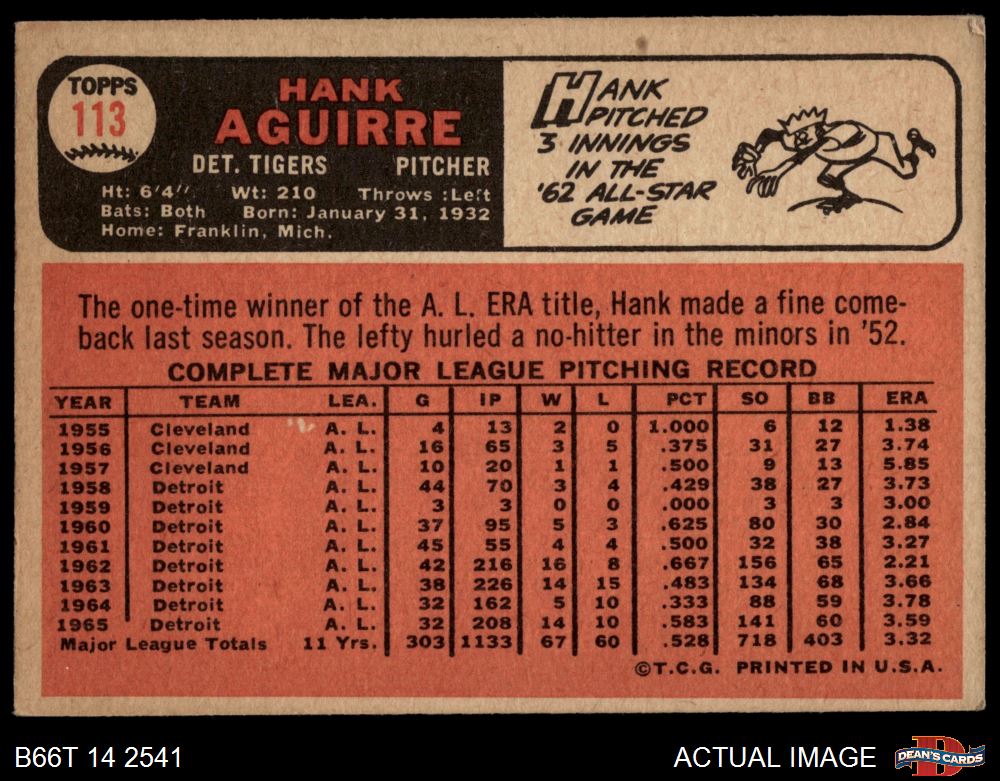 TOPPS
113
HANK
AGUIRRE
DET. TIGERS PITCHER
Ht: 6'4" Wt: 210 Throws :Left
Bats: Both Born: January 31, 1932
Home: Franklin, Mich.
HANK
PITCHED
3 INNINGS
IN THE
'62 ALL-STAR
GAME
The one-time winner of the A. L. ERA title, Hank made a fine come-
back last season. The lefty hurled a no-hitter in the minors in '52.
COMPLETE MAJOR LEAGUE PITCHING RECORD
YEAR TEAM LEA. G IP W L PCT SO BB ERA
1955 Cleveland A. L. 4 13 2 0 1.000 6 12 1.38
1956 Cleveland A. L. 16 65 3 5 .375 31 27 3.74
1957 Cleveland A. L. 10 20 1 1 .500 9 13 5.85
1958 Detroit A. L. 44 70 3 4 .429 38 27 3.73
1959 Detroit A. L. 3 3 0 0 .000 3 3 3.00
1960 Detroit A. L. 37 95 5 3 .625 80 30 2.84
1961 Detroit A. L. 45 55 4 4 .500 32 38 3.27
1962 Detroit A. L. 42 216 16 8 .667 156 65 2.21
1963 Detroit A. L. 38 226 14 15 .483 134 68 3.66
1964 Detroit A. L. 32 162 5 10 .333 88 59 3.78
1965 Detroit A. L. 32 208 14 10 .583 141 60 3.59
Major League Totals 11 Yrs. 303 1133 67 60 .528 718 403 3.32
©T.C.G. PRINTED IN U.S.A.
B66T 14 2541 ACTUAL IMAGE DEAN'S CARDS